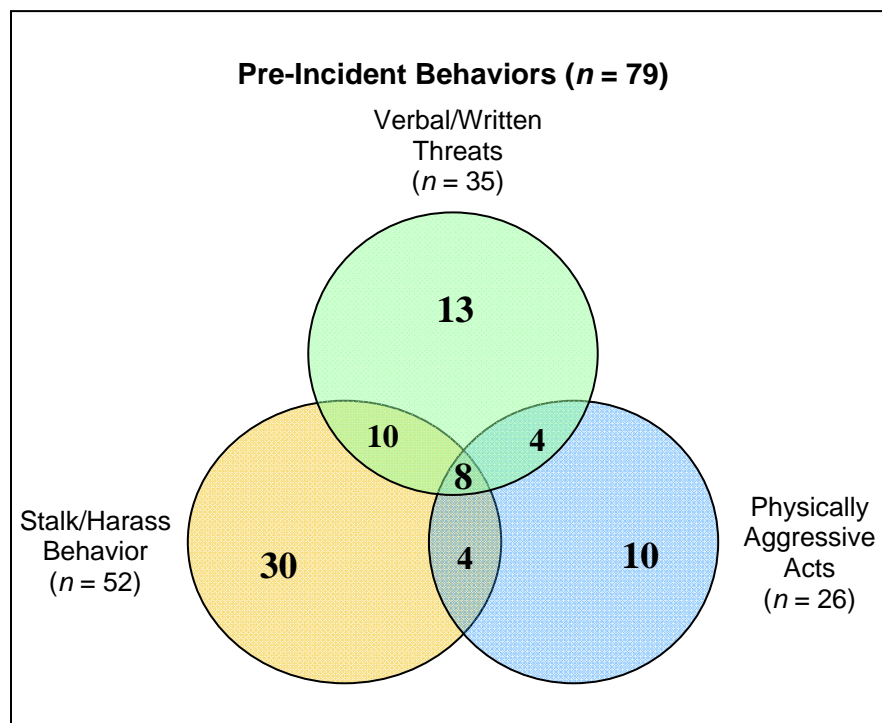 Pre-Incident Behaviors (n = 79)
Verbal/Written
Threats
(n = 35)
13
10
4
8
Stalk/Harass
Behavior
(n = 52)
30
4
10
Physically
Aggressive
Acts
(n = 26)